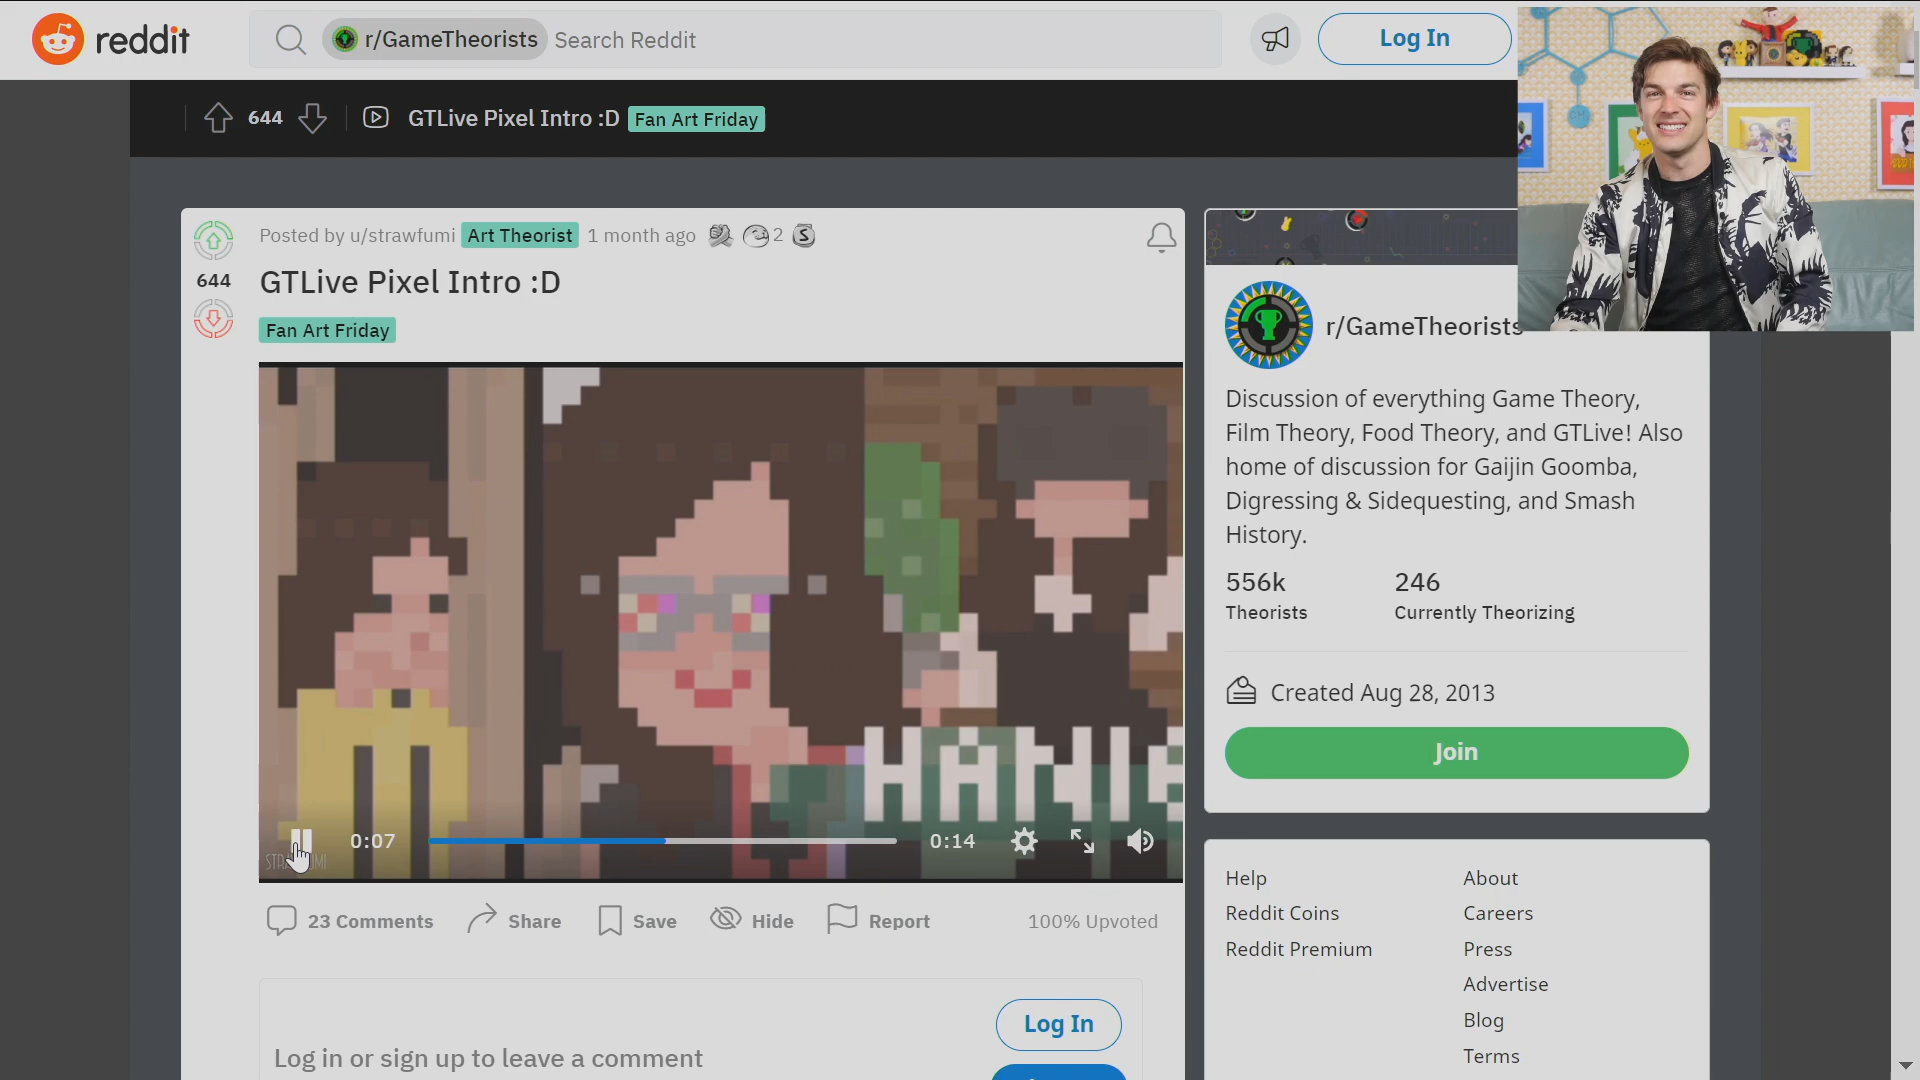 reddit
r/GameTheorists Search Reddit
Log In
644 GTLive Pixel Intro :D Fan Art Friday
Posted by u/strawfumi Art Theorist 1 month ago 2
644
GTLive Pixel Intro :D
Fan Art Friday
0:07
0:14
23 Comments Share Save Hide Report 100% Upvoted
Log In
Log in or sign up to leave a comment
r/GameTheorists
Discussion of everything Game Theory,
Film Theory, Food Theory, and GTLive! Also
home of discussion for Gaijin Goomba,
Digressing & Sidequesting, and Smash
History.
556k 246
Theorists Currently Theorizing
Created Aug 28, 2013
Join
Help About
Reddit Coins Careers
Reddit Premium Press
Advertise
Blog
Terms